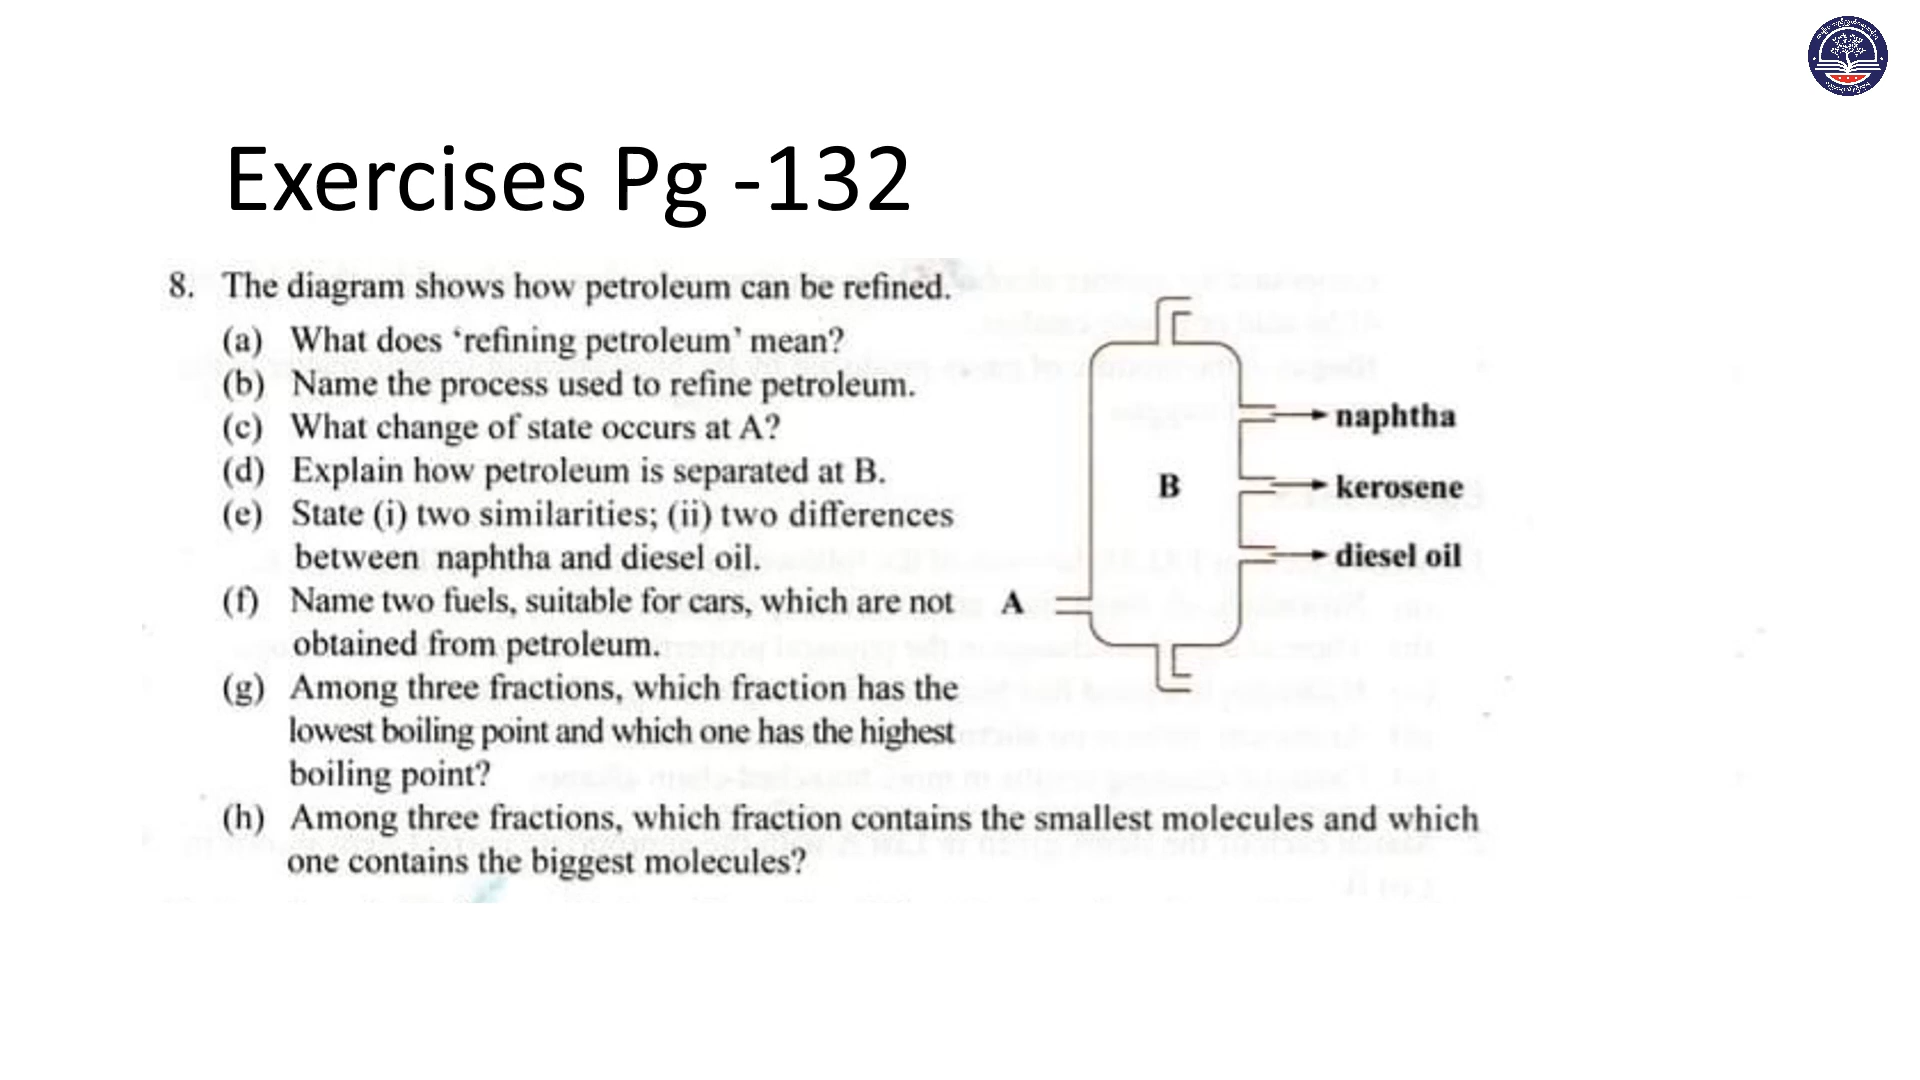 Exercises Pg -132
8. The diagram shows how petroleum can be refined.
(a) What does ‘refining petroleum’ mean?
(b) Name the process used to refine petroleum.
(c) What change of state occurs at A?
(d) Explain how petroleum is separated at B.
(e) State (i) two similarities; (ii) two differences
between naphtha and diesel oil.
(f) Name two fuels, suitable for cars, which are not
obtained from petroleum.
(g) Among three fractions, which fraction has the
lowest boiling point and which one has the highest
boiling point?
(h) Among three fractions, which fraction contains the smallest molecules and which
one contains the biggest molecules?
naphtha
B
kerosene
diesel oil
A